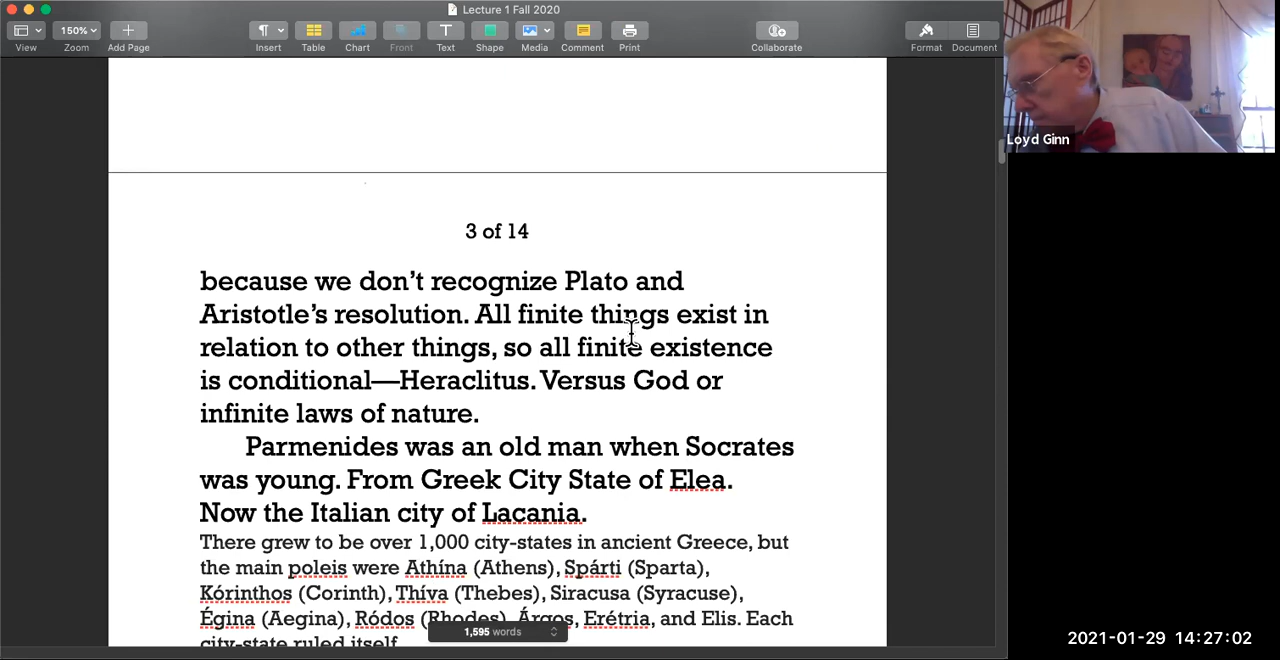 Lecture 1 Fall 2020
150%
View Zoom Add Page Insert Table Chart Front Text Shape Media Comment Print Collaborate Format Document
Loyd Ginn
3 of 14
because we don't recognize Plato and
Aristotle's resolution. All finite things exist in
relation to other things, so all finite existence
is conditional—Heraclitus. Versus God or
infinite laws of nature.
Parmenides was an old man when Socrates
was young. From Greek City State of Elea.
Now the Italian city of Lacania.
There grew to be over 1,000 city-states in ancient Greece, but
the main poleis were Athína (Athens), Spárti (Sparta),
Kórinthos (Corinth), Thíva (Thebes), Siracusa (Syracuse),
Égina (Aegina), Ródos (Rhodes), Árgos, Erétria, and Elis. Each
city-state ruled itself.
1,595 words
2021-01-29 14:27:02